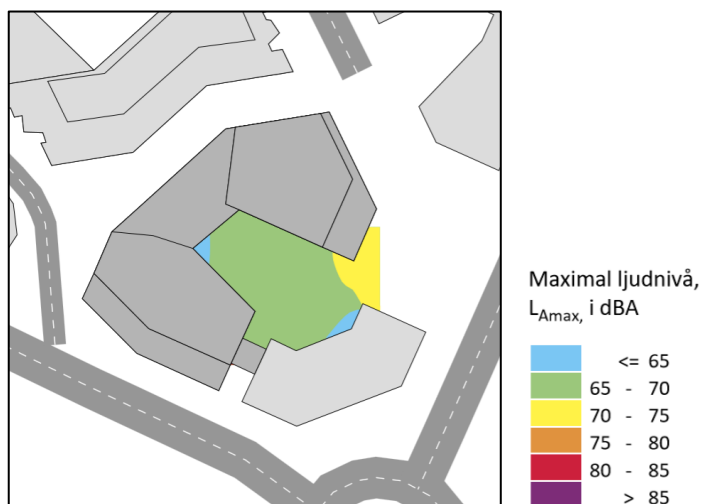 Maximal ljudnivå,
LAmax, i dBA
<= 65
65 - 70
70 - 75
75 - 80
80 - 85
> 85